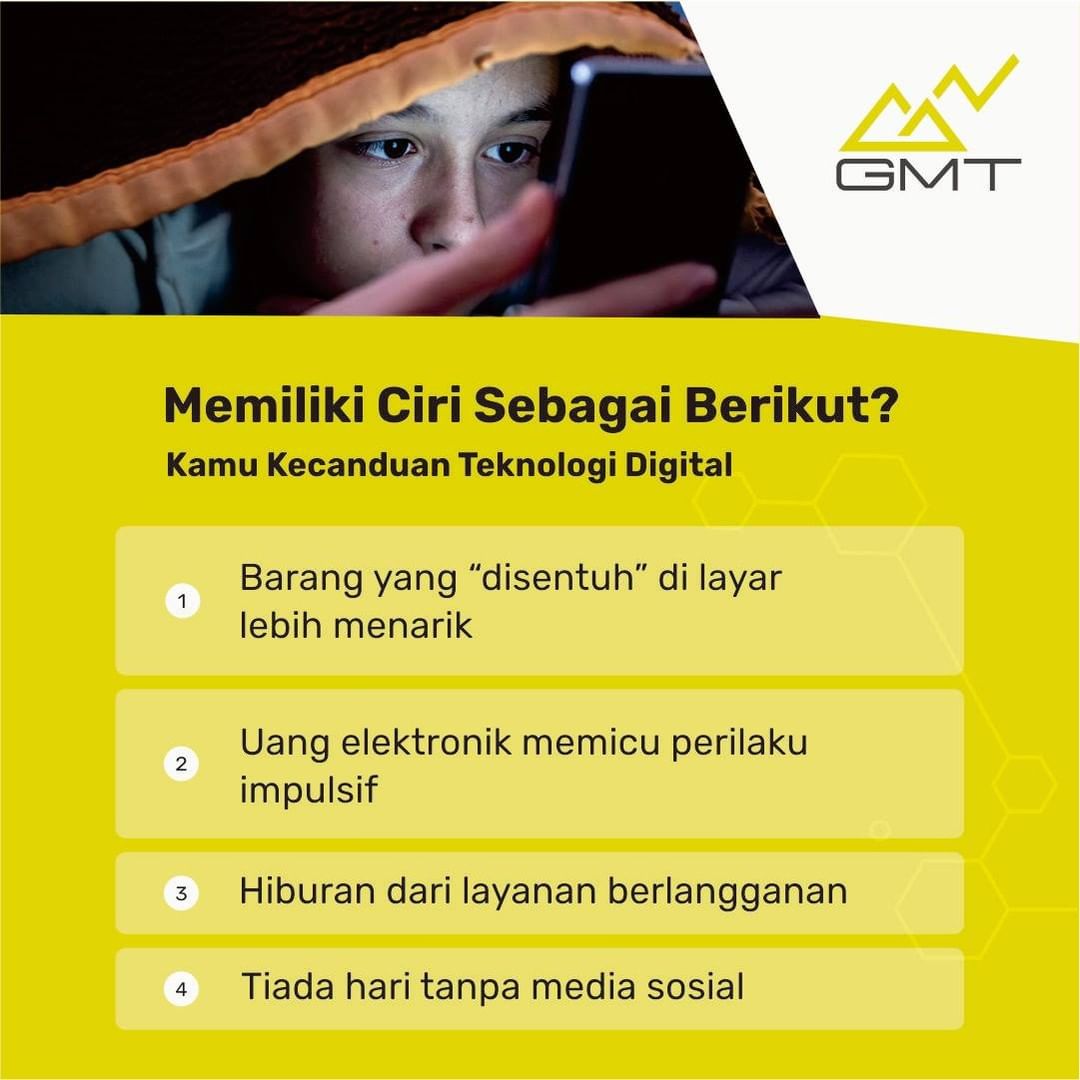 GMT
Memiliki Ciri Sebagai Berikut?
Kamu Kecanduan Teknologi Digital
1
Barang yang “disentuh” di layar
lebih menarik
2
Uang elektronik memicu perilaku
impulsif
3
Hiburan dari layanan berlangganan
4
Tiada hari tanpa media sosial